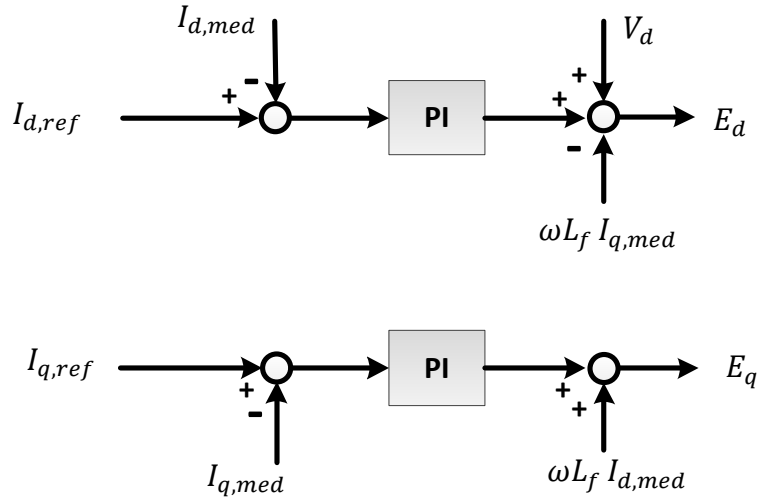 I_{d,med}
V_d
-
+
+
+
I_{d,ref}
PI
E_d
-
ωL_f I_{q,med}
I_{q,ref}
PI
E_q
+
+
-
+
I_{q,med}
ωL_f I_{d,med}